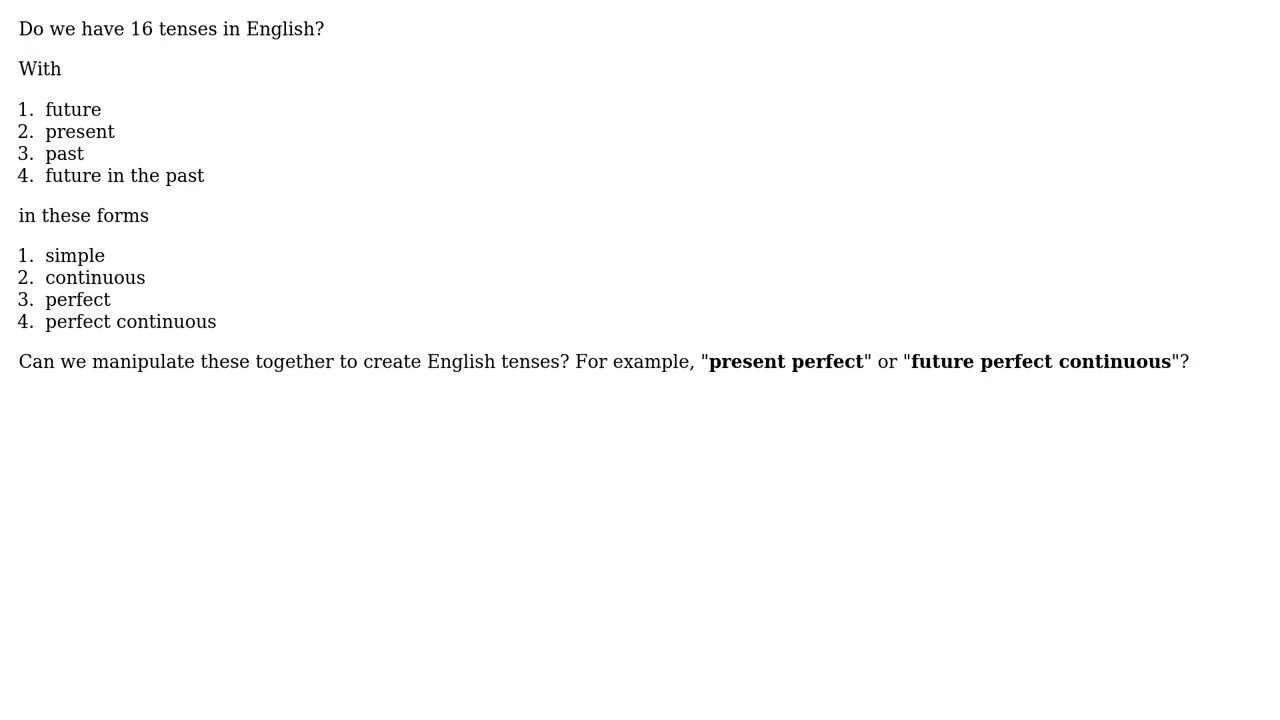 Do we have 16 tenses in English?
With
1. future
2. present
3. past
4. future in the past
in these forms
1. simple
2. continuous
3. perfect
4. perfect continuous
Can we manipulate these together to create English tenses? For example, "present perfect" or "future perfect continuous"?